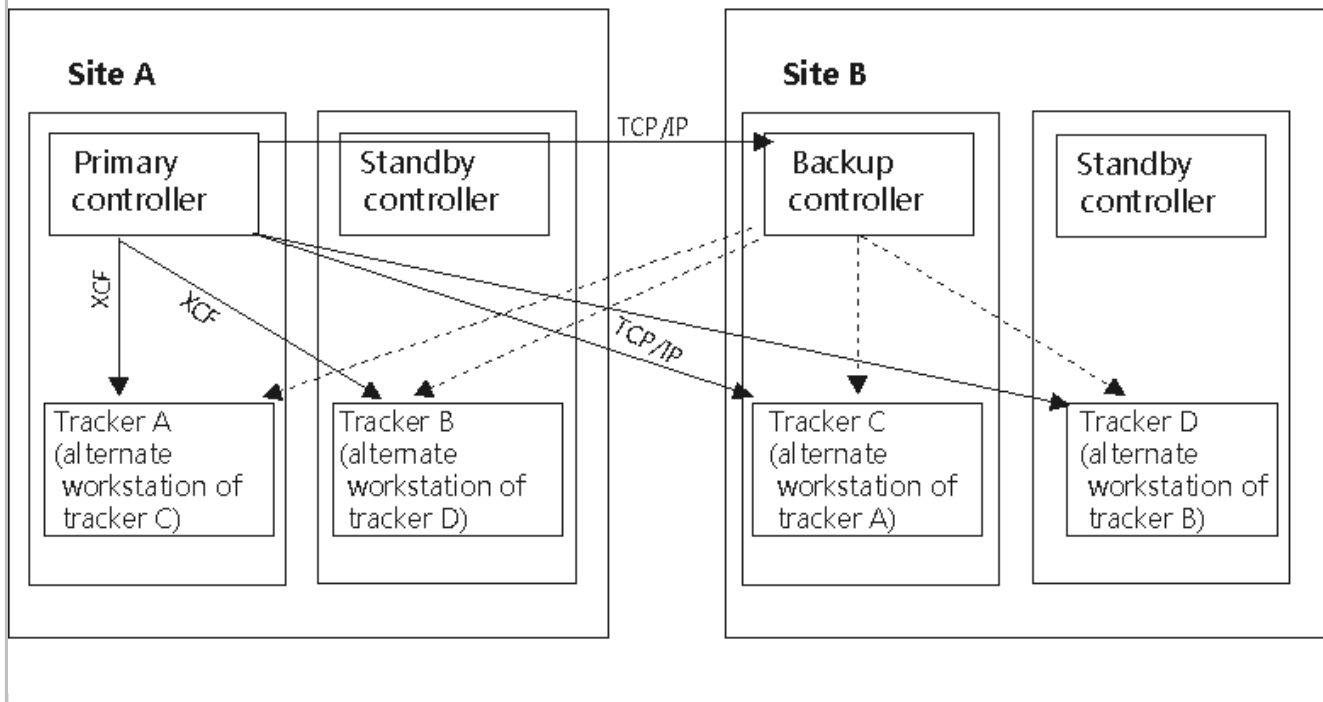 Site A
Site B
TCP/IP
Primary
controller
Standby
controller
Backup
controller
Standby
controller
XCF
XCF
TCP/IP
Tracker A
(alternate
workstation of
tracker C)
Tracker B
(alternate
workstation of
tracker D)
Tracker C
(alternate
workstation of
tracker A)
Tracker D
(alternate
workstation of
tracker B)